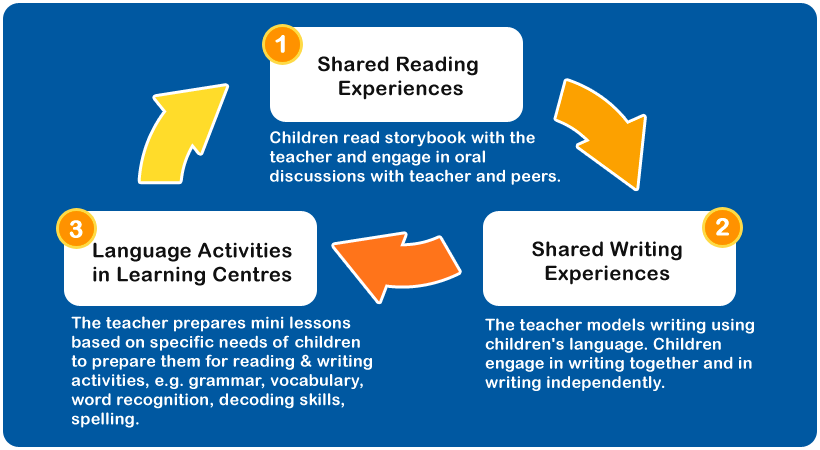 1
Shared Reading
Experiences
Children read storybook with the
teacher and engage in oral
discussions with teacher and peers.
2
Shared Writing
Experiences
The teacher models writing using
children's language. Children
engage in writing together and in
writing independently.
3
Language Activities
in Learning Centres
The teacher prepares mini lessons
based on specific needs of children
to prepare them for reading & writing
activities, e.g. grammar, vocabulary,
word recognition, decoding skills,
spelling.